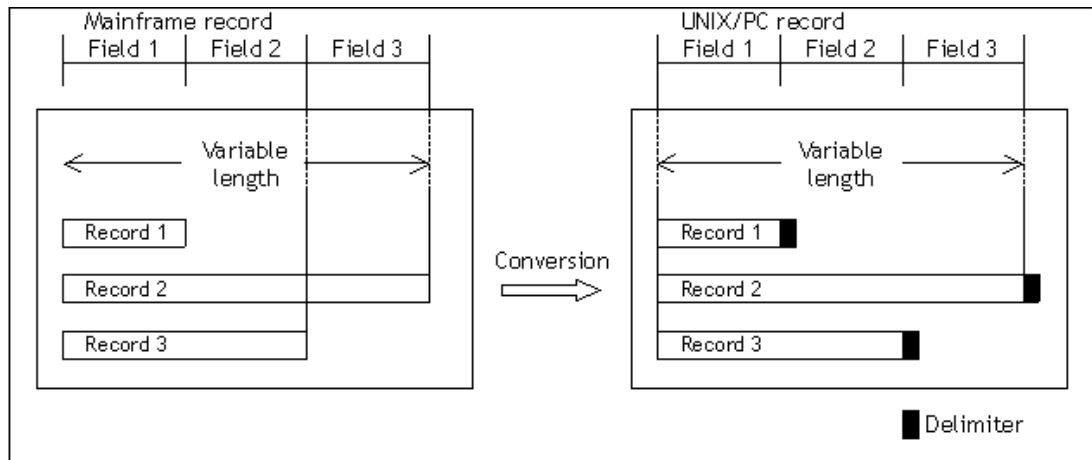 Mainframe record
Field 1 Field 2 Field 3
Variable
length
Record 1
Record 2
Record 3
Conversion
UNIX/PC record
Field 1 Field 2 Field 3
Variable
length
Record 1
Record 2
Record 3
Delimiter